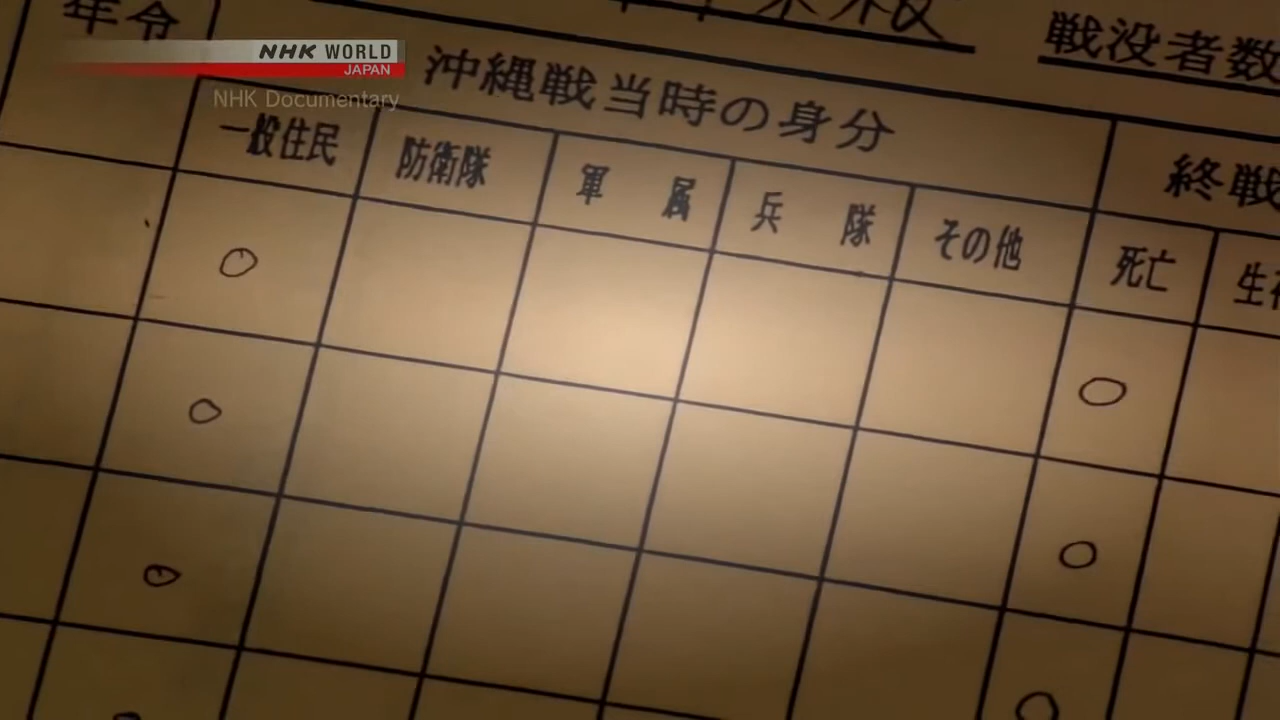 NHK WORLD
JAPAN
NHK Documentary
年令
戦没者数
沖縄戦当時の身分
終戦
一般住民
防衛隊
軍属
兵隊
その他
死亡
生